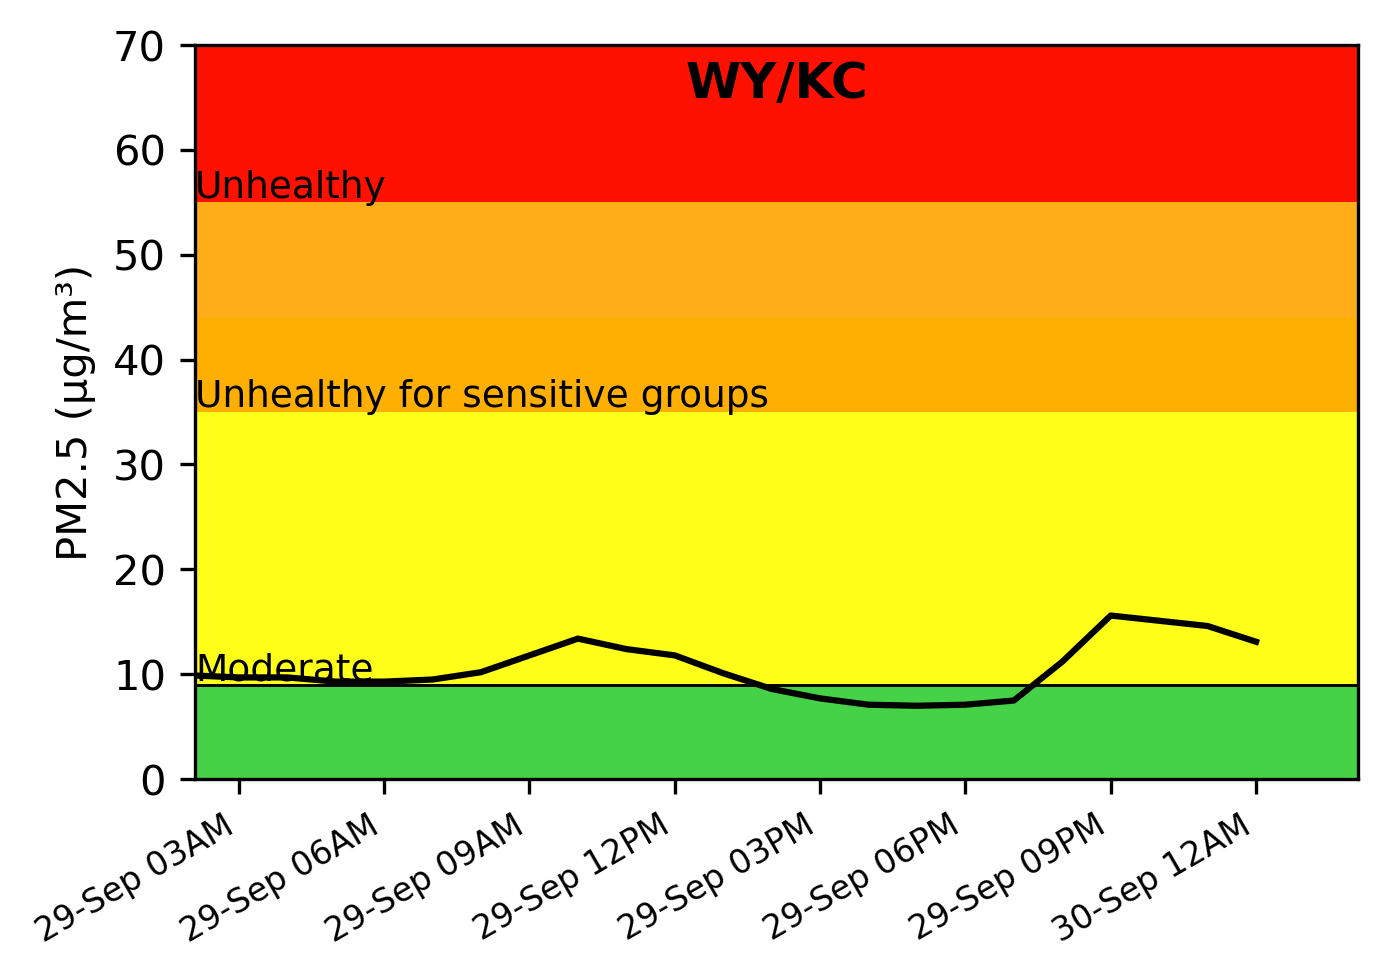 WY/KC
70
60
50
40
30
20
10
0
PM2.5 (µg/m³)
Unhealthy
Unhealthy for sensitive groups
Moderate
29-Sep 03AM
29-Sep 06AM
29-Sep 09AM
29-Sep 12PM
29-Sep 03PM
29-Sep 06PM
29-Sep 09PM
30-Sep 12AM